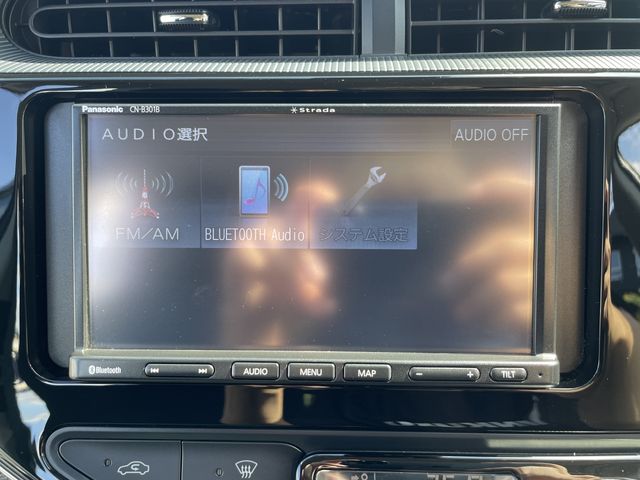 Panasonic CN-B301B Strada
AUDIO選択 AUDIO OFF
FM/AM BLUETOOTH Audio システム設定
Bluetooth AUDIO MENU MAP − + TILT